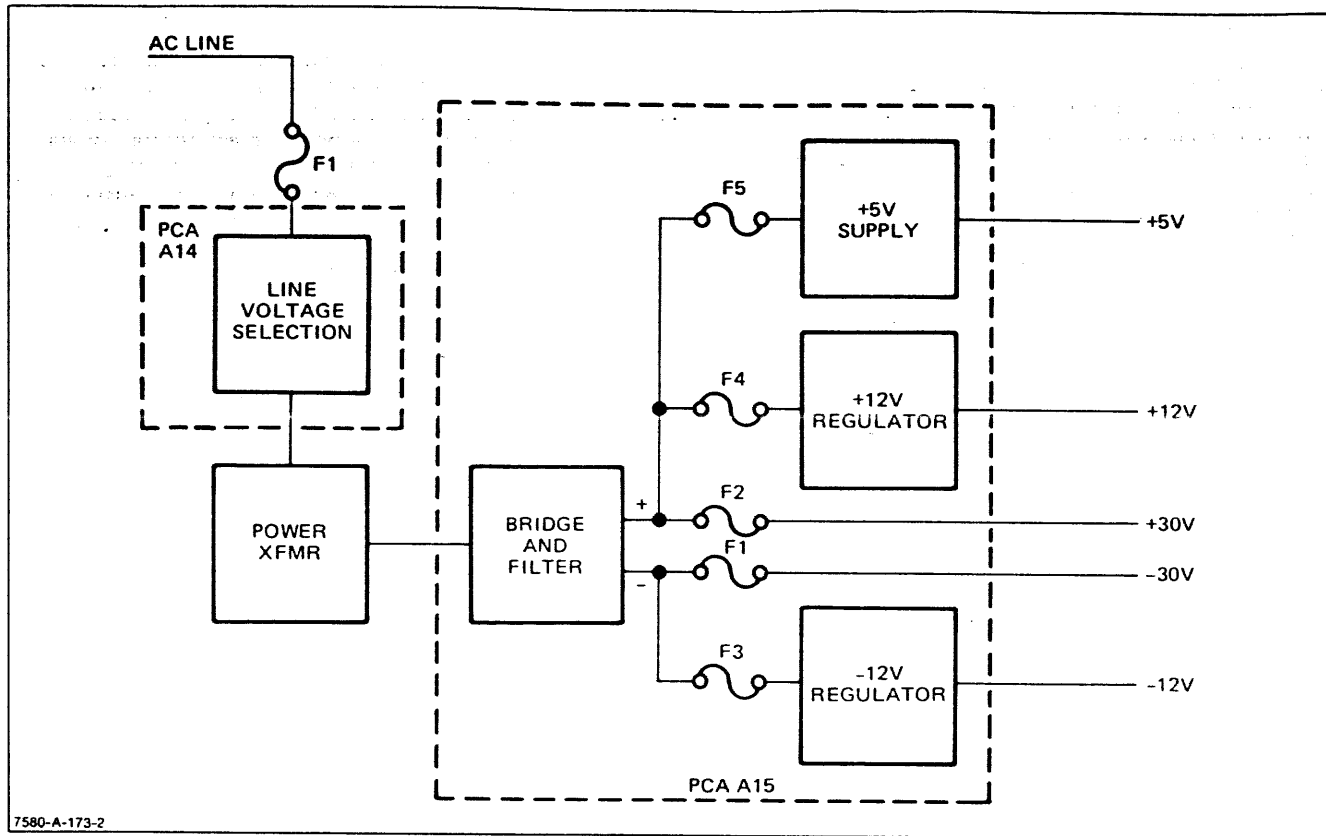 AC LINE
F1
PCA
A14
LINE
VOLTAGE
SELECTION
POWER
XFMR
BRIDGE
AND
FILTER
+
-
F5
+5V
SUPPLY
+5V
F4
+12V
REGULATOR
+12V
F2
+30V
F1
-30V
F3
-12V
REGULATOR
-12V
PCA A15
7580-A-173-2